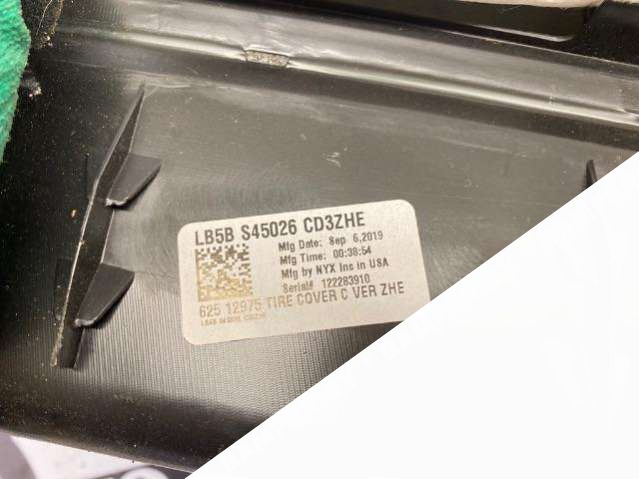 LB5B S45026 CD3ZHE
Mfg Date: Sep 6,2019
Mfg Time: 00:38:54
Mfg by NYX Inc in USA
Serial# 122283910
625 12975 TIRE COVER C VER ZHE